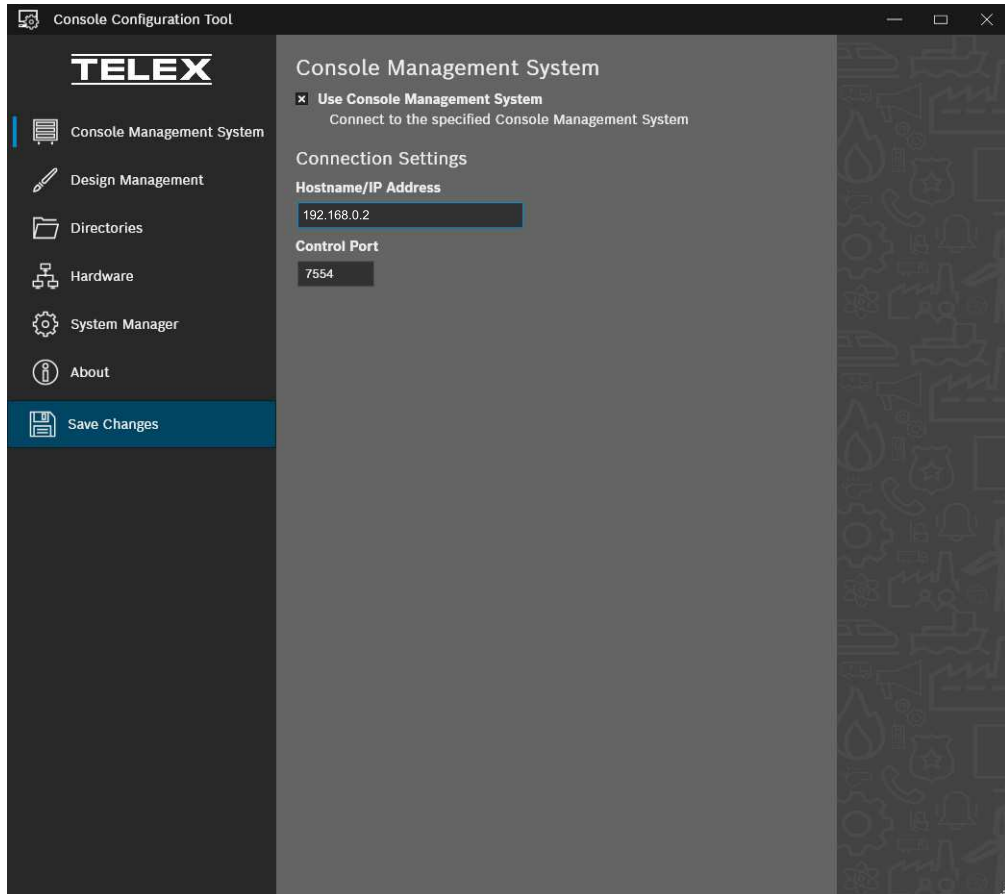 Console Configuration Tool
TELEX
Console Management System
Design Management
Directories
Hardware
System Manager
About
Save Changes
Console Management System
Use Console Management System
Connect to the specified Console Management System
Connection Settings
Hostname/IP Address
192.168.0.2
Control Port
7554